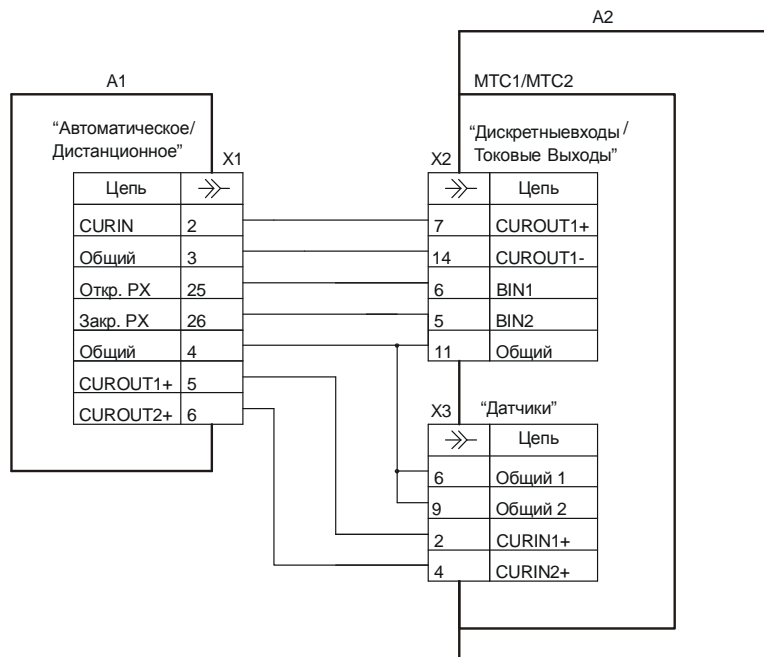 A2
A1
MTC1/MTC2
“Автоматическое/
Дистанционное”
X1
Цепь
CURIN 2
Общий 3
Откр. РХ 25
Закр. РХ 26
Общий 4
CUROUT1+ 5
CUROUT2+ 6
“Дискретныевходы /
Токовые Выходы”
X2
Цепь
7 CUROUT1+
14 CUROUT1-
6 BIN1
5 BIN2
11 Общий
X3 “Датчики”
Цепь
6 Общий 1
9 Общий 2
2 CURIN1+
4 CURIN2+